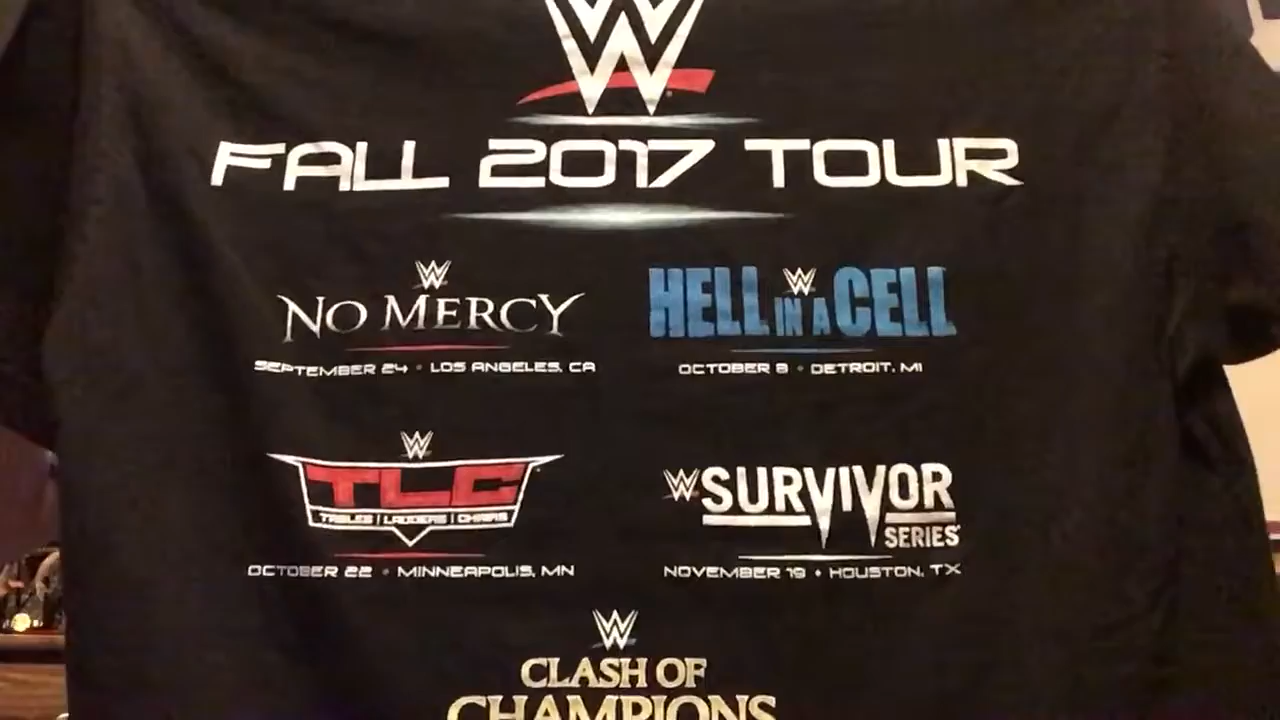 W
FALL 2017 TOUR
W
NO MERCY
SEPTEMBER 24 • LOS ANGELES, CA
W
HELL IN A CELL
OCTOBER 8 • DETROIT, MI
W
TLC
TABLES | LADDERS | CHAIRS
OCTOBER 22 • MINNEAPOLIS, MN
W SURVIVOR
SERIES
NOVEMBER 19 • HOUSTON, TX
W
CLASH OF
CHAMPIONS